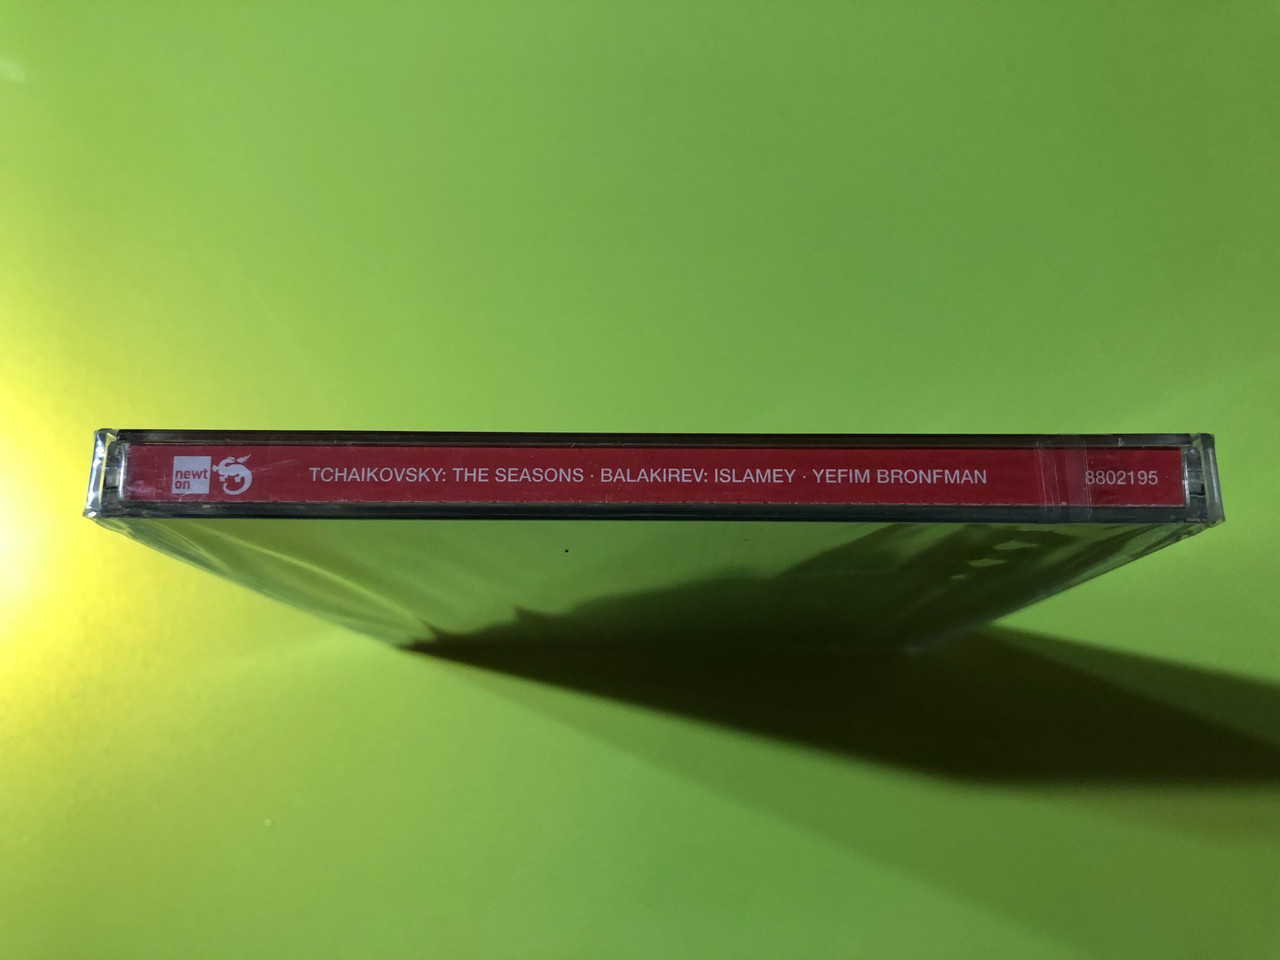 newt
on
TCHAIKOVSKY: THE SEASONS · BALAKIREV: ISLAMEY · YEFIM BRONFMAN
8802195